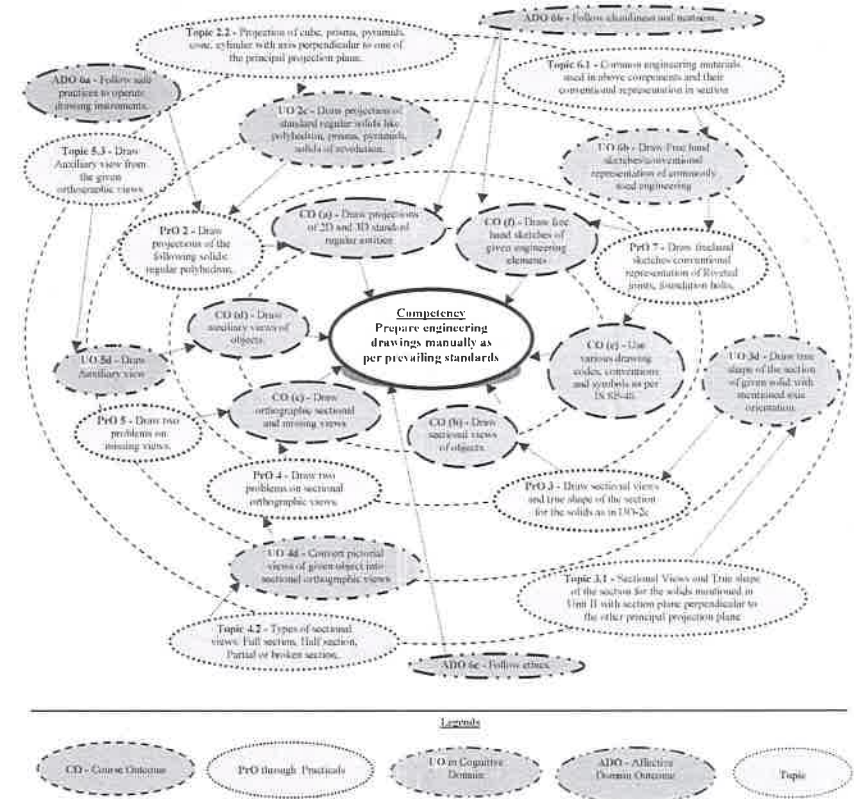 ADO 6b - Follow cleanliness and neatness.
Topic 2.2 - Projection of cube, prisms, pyramids,
cone, cylinder with axis perpendicular to one of
the principal projection plane.
Topic 6.1 - Common engineering materials
used in above components and their
conventional representation in section
ADO 6a - Follow safe
practices to operate
drawing instruments.
UO 2c - Draw projection of
standard regular solids like
polyhedron, prisms, pyramids,
solids of revolution.
UO 6b - Draw Free hand
sketches/conventional
representation of commonly
used engineering
Topic 5.3 - Draw
Auxiliary view from
the given
orthographic views
PrO 2 - Draw
projections of the
following solids:
regular polyhedran,
CO (a) - Draw projections
of 2D and 3D standard
regular entities
CO (f) - Draw free
hand sketches of
given engineering
elements
PrO 7 - Draw freehand
sketches/conventional
representation of Riveted
joints, foundation bolts,
CO (d) - Draw
auxiliary views of
objects.
Competency
Prepare engineering
drawings manually as
per prevailing standards
CO (e) - Use
various drawing
codes, conventions
and symbols as per
IS SP-46.
UO 3d - Draw true
shape of the section
of given solid with
mentioned axis
orientation.
UO 5d - Draw
Auxiliary view
PrO 5 - Draw two
problems on
missing views.
CO (c) - Draw
orthographic sectional
and missing views
CO (b) - Draw
sectional views
of objects.
PrO 4 - Draw two
problems on sectional
orthographic views.
PrO 3 - Draw sectional views
and true shape of the section
for the solids as in UO-2c
UO 4d - Convert pictorial
views of given object into
sectional orthographic views
Topic 3.1 - Sectional Views and True shape
of the section for the solids mentioned in
Unit II with section plane perpendicular to
the other principal projection plane
Topic 4.2 - Types of sectional
views: Full section, Half section,
Partial or broken section.
ADO 6c - Follow ethics.
Legends
CO - Course Outcome
PrO through Practicals
UO in Cognitive
Domain
ADO - Affective
Domain Outcome
Topic